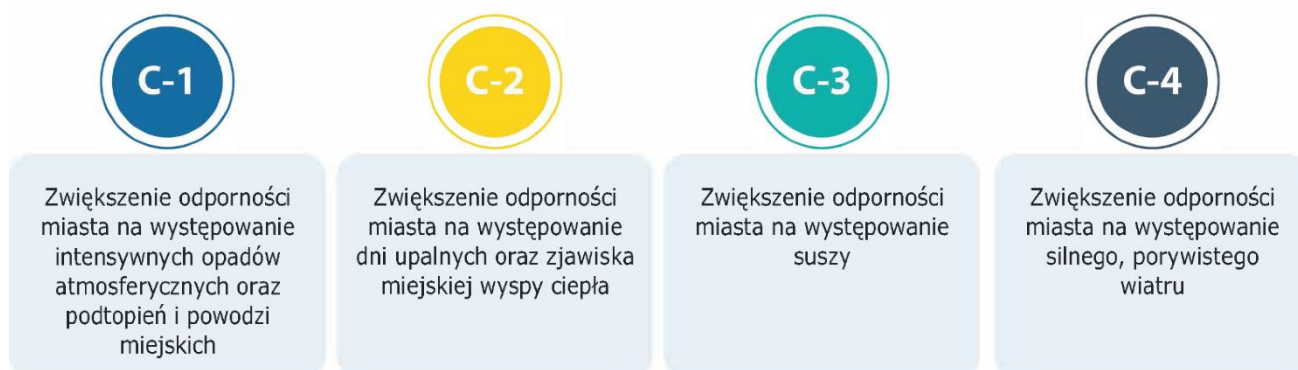 C-1
Zwiększenie odporności
miasta na występowanie
intensywnych opadów
atmosferycznych oraz
podtopień i powodzi
miejskich
C-2
Zwiększenie odporności
miasta na występowanie
dni upalnych oraz zjawiska
miejskiej wyspy ciepła
C-3
Zwiększenie odporności
miasta na występowanie
suszy
C-4
Zwiększenie odporności
miasta na występowanie
silnego, porywistego
wiatru